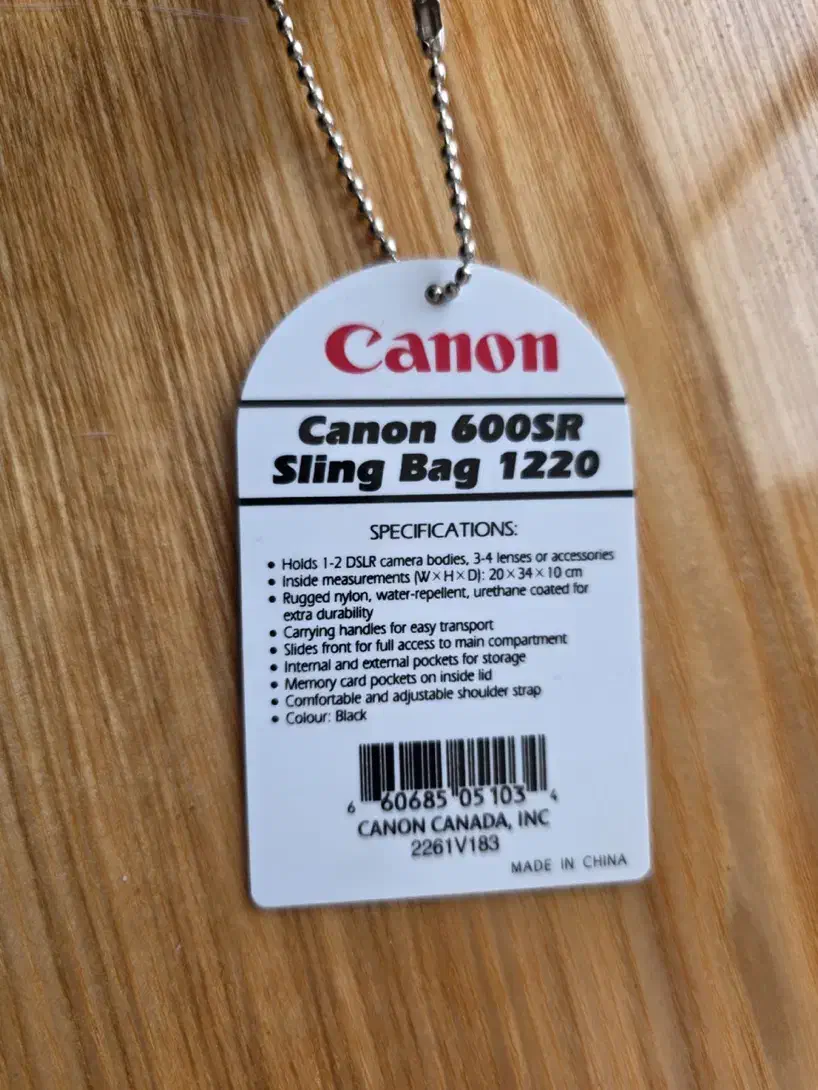 Canon
Canon 600SR
Sling Bag 1220
SPECIFICATIONS:
• Holds 1-2 DSLR camera bodies, 3-4 lenses or accessories
• Inside measurements (W×H×D): 20×34×10 cm
• Rugged nylon, water-repellent, urethane coated for
extra durability
• Carrying handles for easy transport
• Slides front for full access to main compartment
• Internal and external pockets for storage
• Memory card pockets on inside lid
• Comfortable and adjustable shoulder strap
• Colour: Black
6 60685 05103 4
CANON CANADA, INC
2261V183
MADE IN CHINA